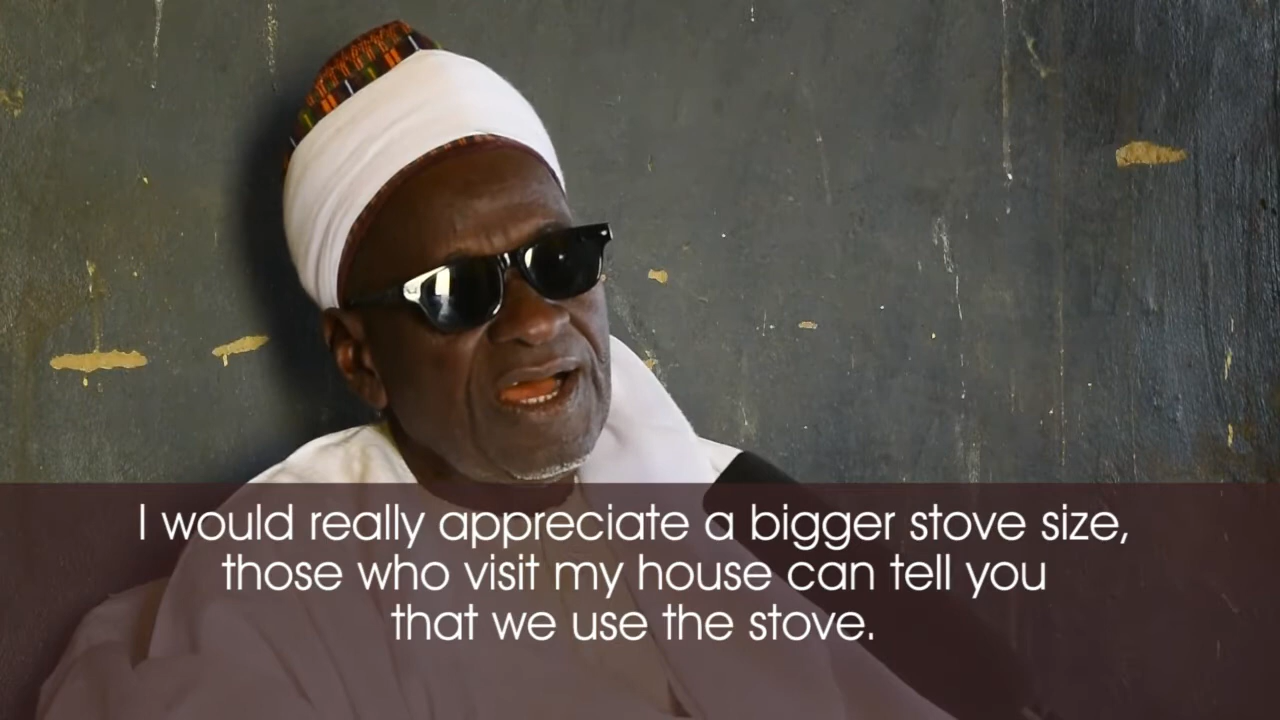 I would really appreciate a bigger stove size,
those who visit my house can tell you
that we use the stove.